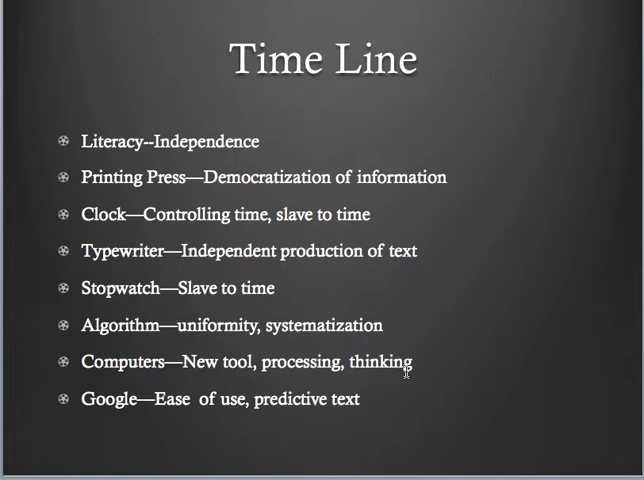 Time Line
Literacy--Independence
Printing Press—Democratization of information
Clock—Controlling time, slave to time
Typewriter—Independent production of text
Stopwatch—Slave to time
Algorithm—uniformity, systematization
Computers—New tool, processing, thinking
Google—Ease  of use, predictive text